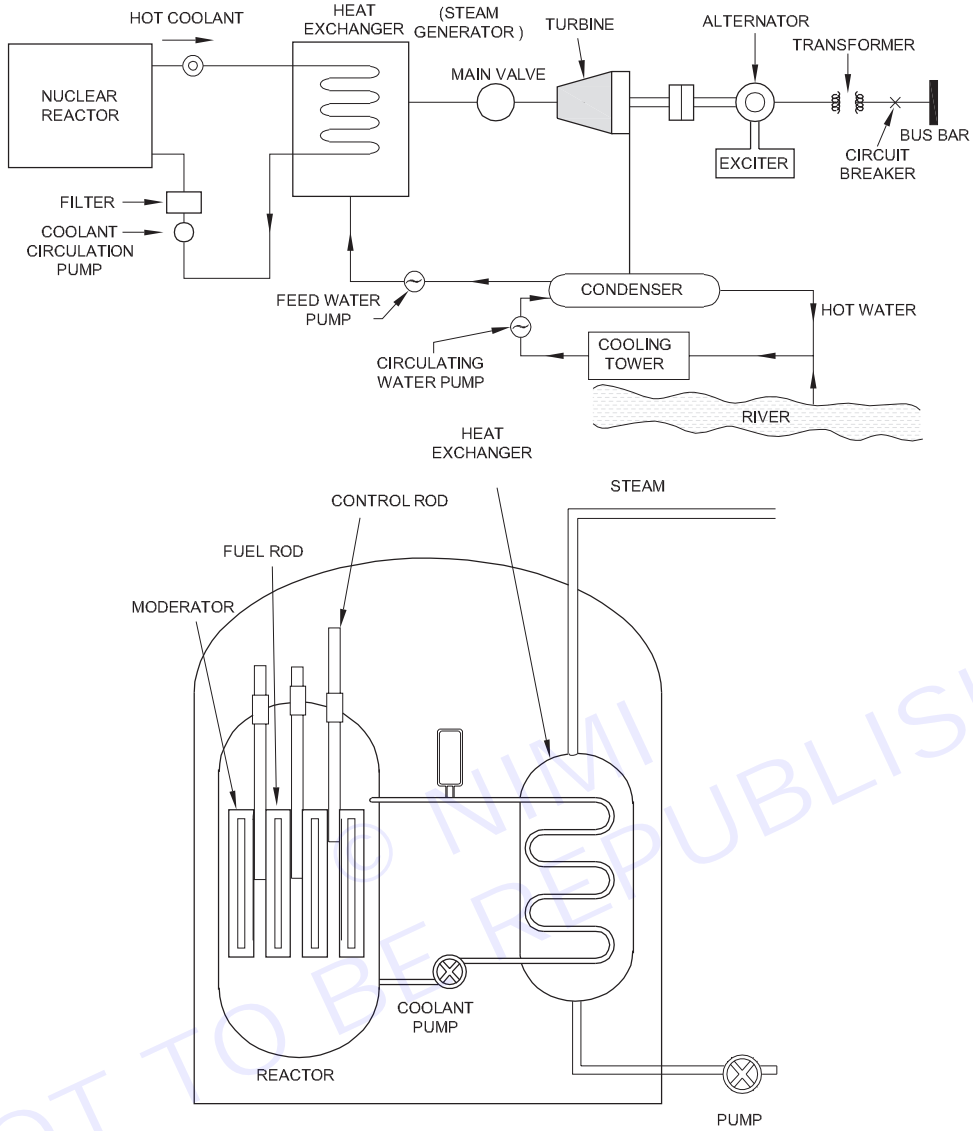 HOT COOLANT
HEAT
EXCHANGER
(STEAM
GENERATOR )
TURBINE
ALTERNATOR
TRANSFORMER
MAIN VALVE
NUCLEAR
REACTOR
BUS BAR
CIRCUIT
BREAKER
EXCITER
FILTER
COOLANT
CIRCULATION
PUMP
FEED WATER
PUMP
CONDENSER
HOT WATER
CIRCULATING
WATER PUMP
COOLING
TOWER
RIVER
HEAT
EXCHANGER
STEAM
CONTROL ROD
FUEL ROD
MODERATOR
COOLANT
PUMP
REACTOR
PUMP
© NIMI
OT TO BE REPUBLIS